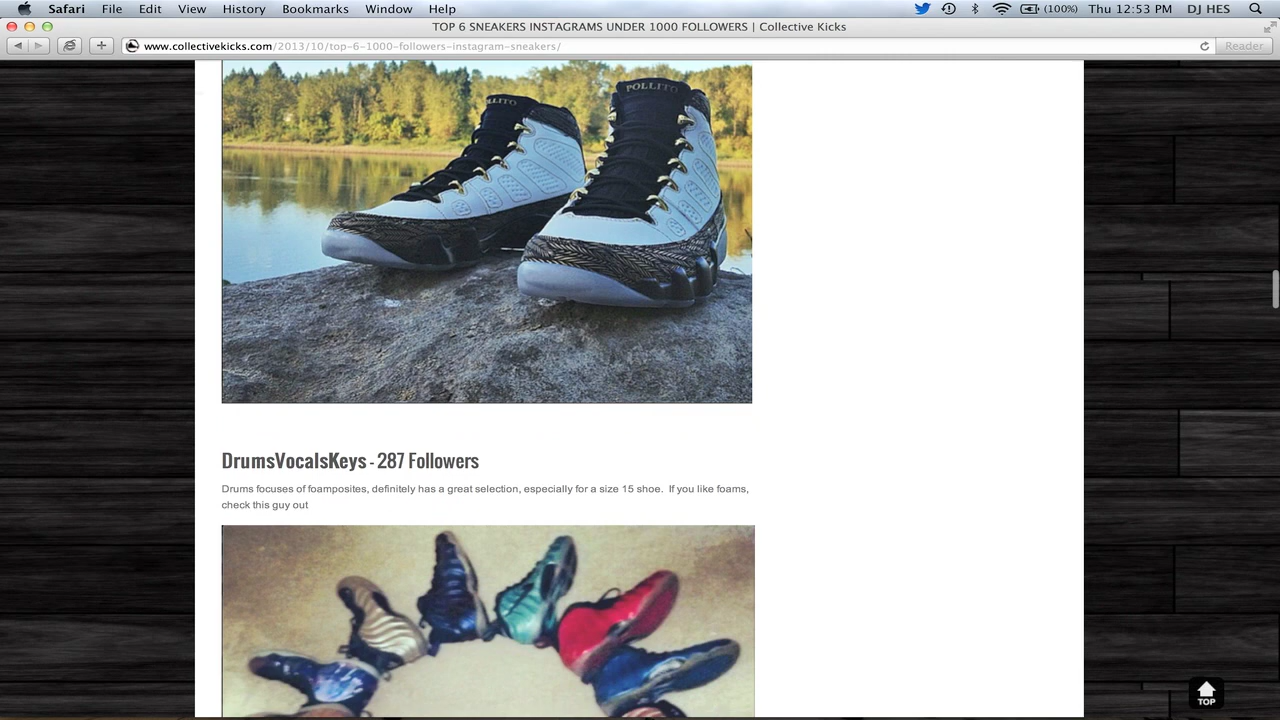 Safari File Edit View History Bookmarks Window Help (100%) Thu 12:53 PM DJ HES
TOP 6 SNEAKERS INSTAGRAMS UNDER 1000 FOLLOWERS | Collective Kicks
www.collectivekicks.com/2013/10/top-6-1000-followers-instagram-sneakers/ Reader
LITO POLLITO
DrumsVocalsKeys - 287 Followers
Drums focuses of foamposites, definitely has a great selection, especially for a size 15 shoe. If you like foams,
check this guy out
TOP